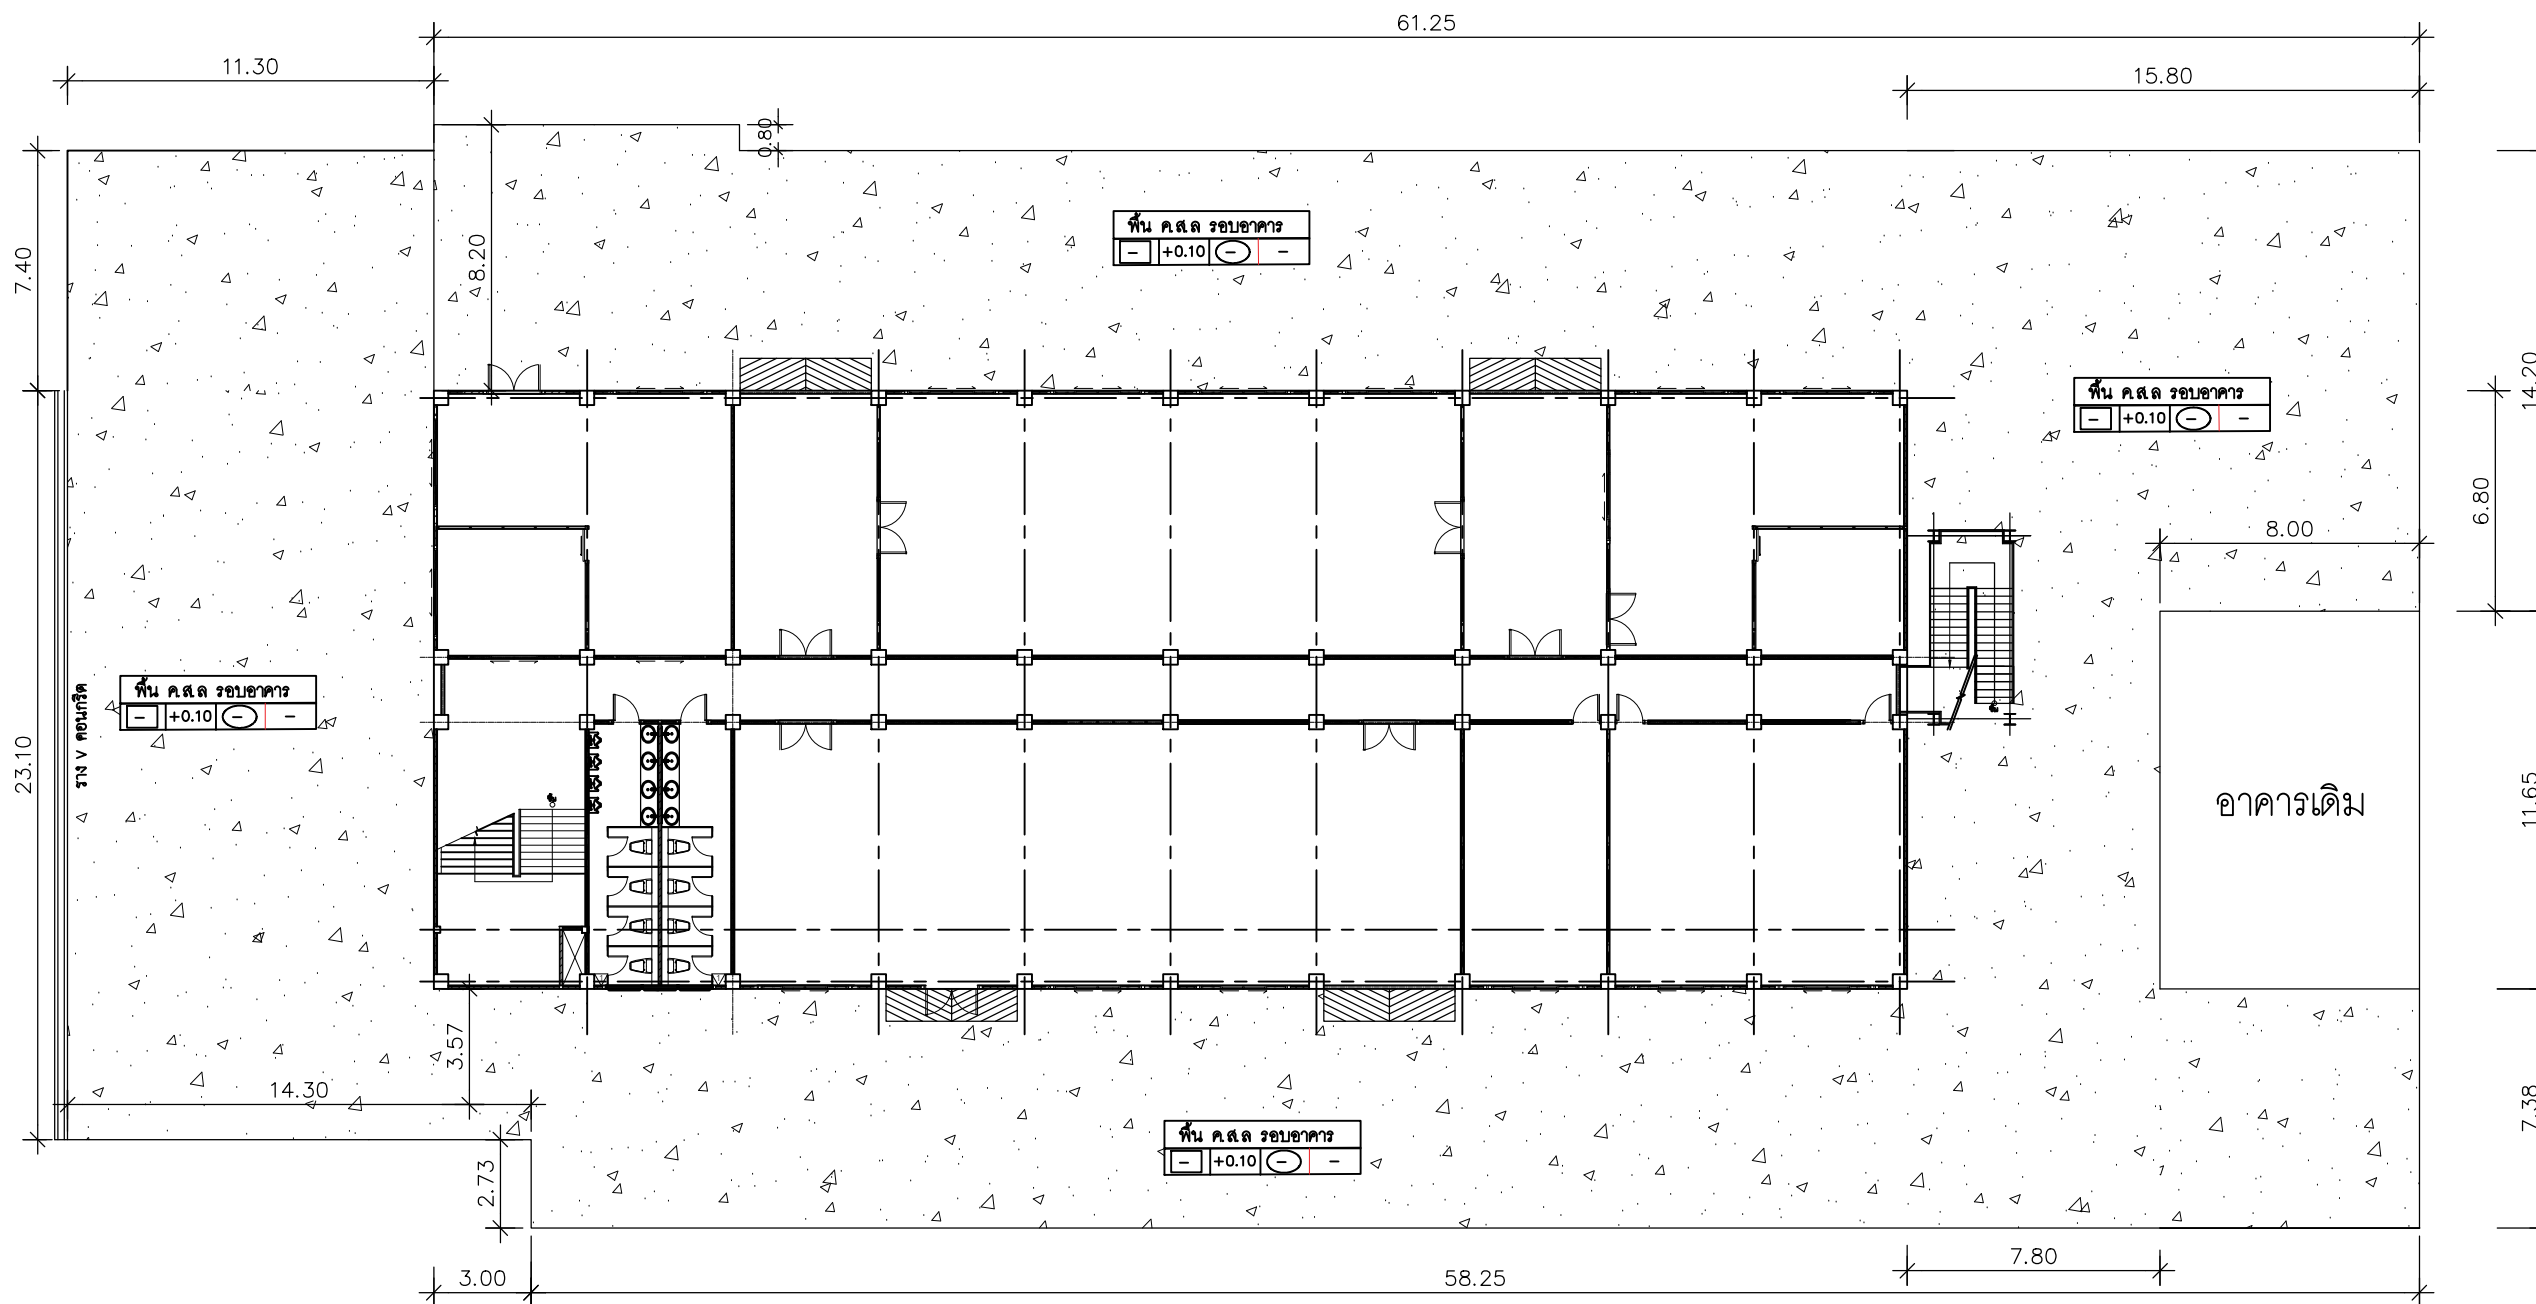 61.25
11.30
15.80
0.80
7.40
8.20
พื้น ค.ส.ล รอบอาคาร
- +0.10 - -
14.20
พื้น ค.ส.ล รอบอาคาร
- +0.10 - -
6.80
8.00
พื้น ค.ส.ล รอบอาคาร
- +0.10 - -
ราง V คอนกรีต
23.10
ขึ้น
ขึ้น
อาคารเดิม
11.65
3.57
14.30
7.38
พื้น ค.ส.ล รอบอาคาร
- +0.10 - -
2.73
7.80
3.00
58.25